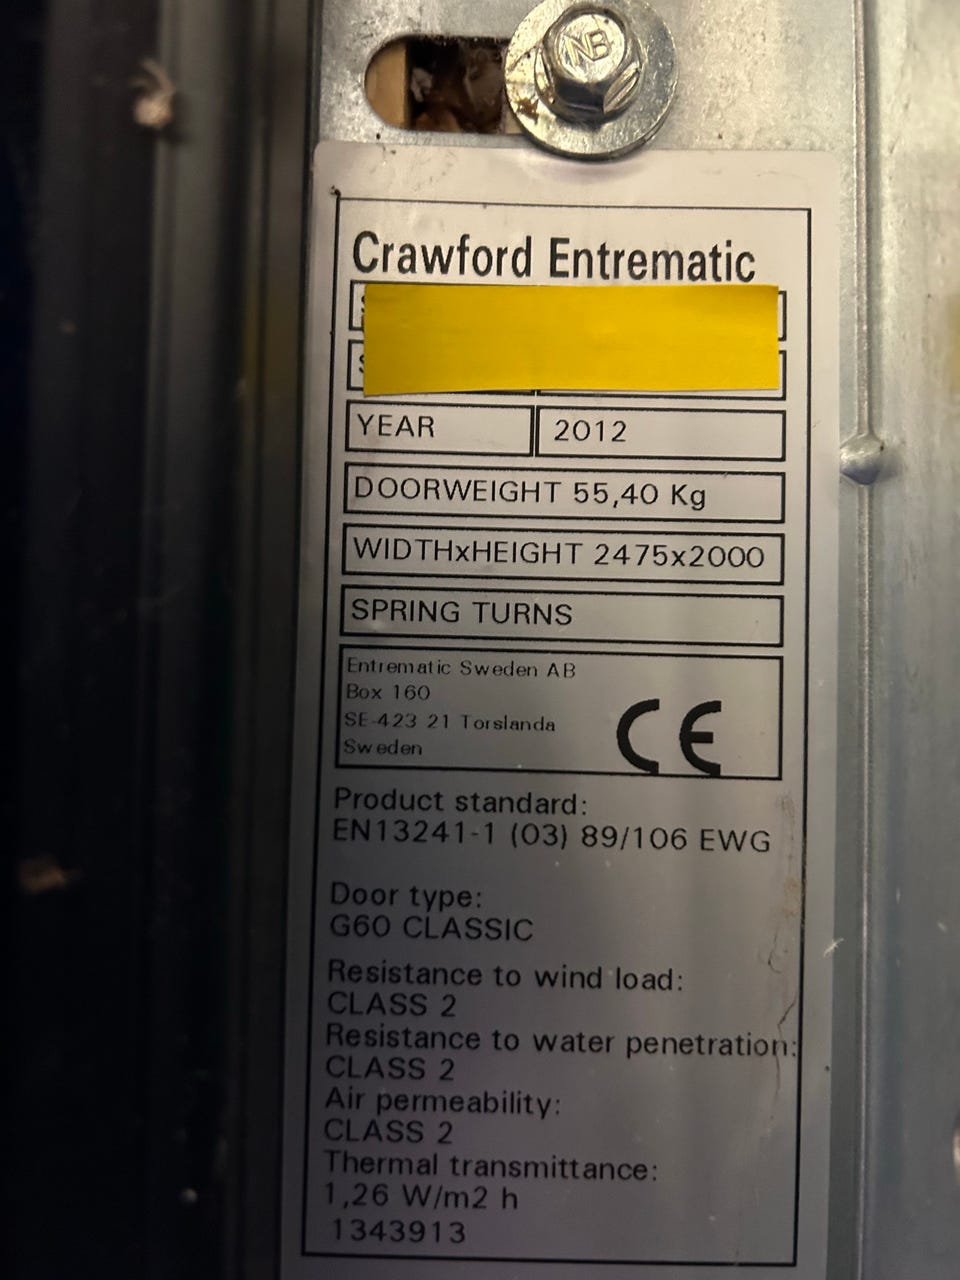 NB
Crawford Entrematic
YEAR 2012
DOORWEIGHT 55,40 Kg
WIDTHxHEIGHT 2475x2000
SPRING TURNS
Entrematic Sweden AB
Box 160
SE-423 21 Torslanda
Sweden
CE
Product standard:
EN13241-1 (03) 89/106 EWG
Door type:
G60 CLASSIC
Resistance to wind load:
CLASS 2
Resistance to water penetration:
CLASS 2
Air permeability:
CLASS 2
Thermal transmittance:
1,26 W/m2 h
1343913